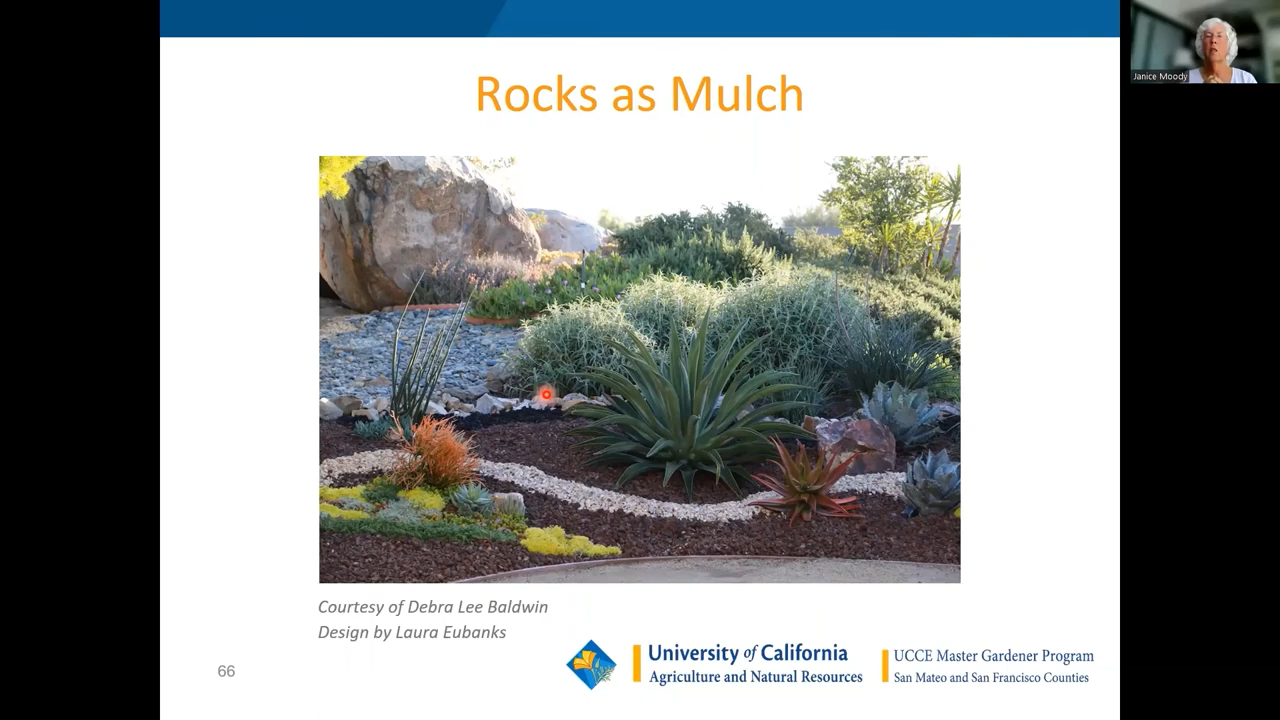 Rocks as Mulch
Janice Moody
Courtesy of Debra Lee Baldwin
Design by Laura Eubanks
66
University of California
Agriculture and Natural Resources
UCCE Master Gardener Program
San Mateo and San Francisco Counties